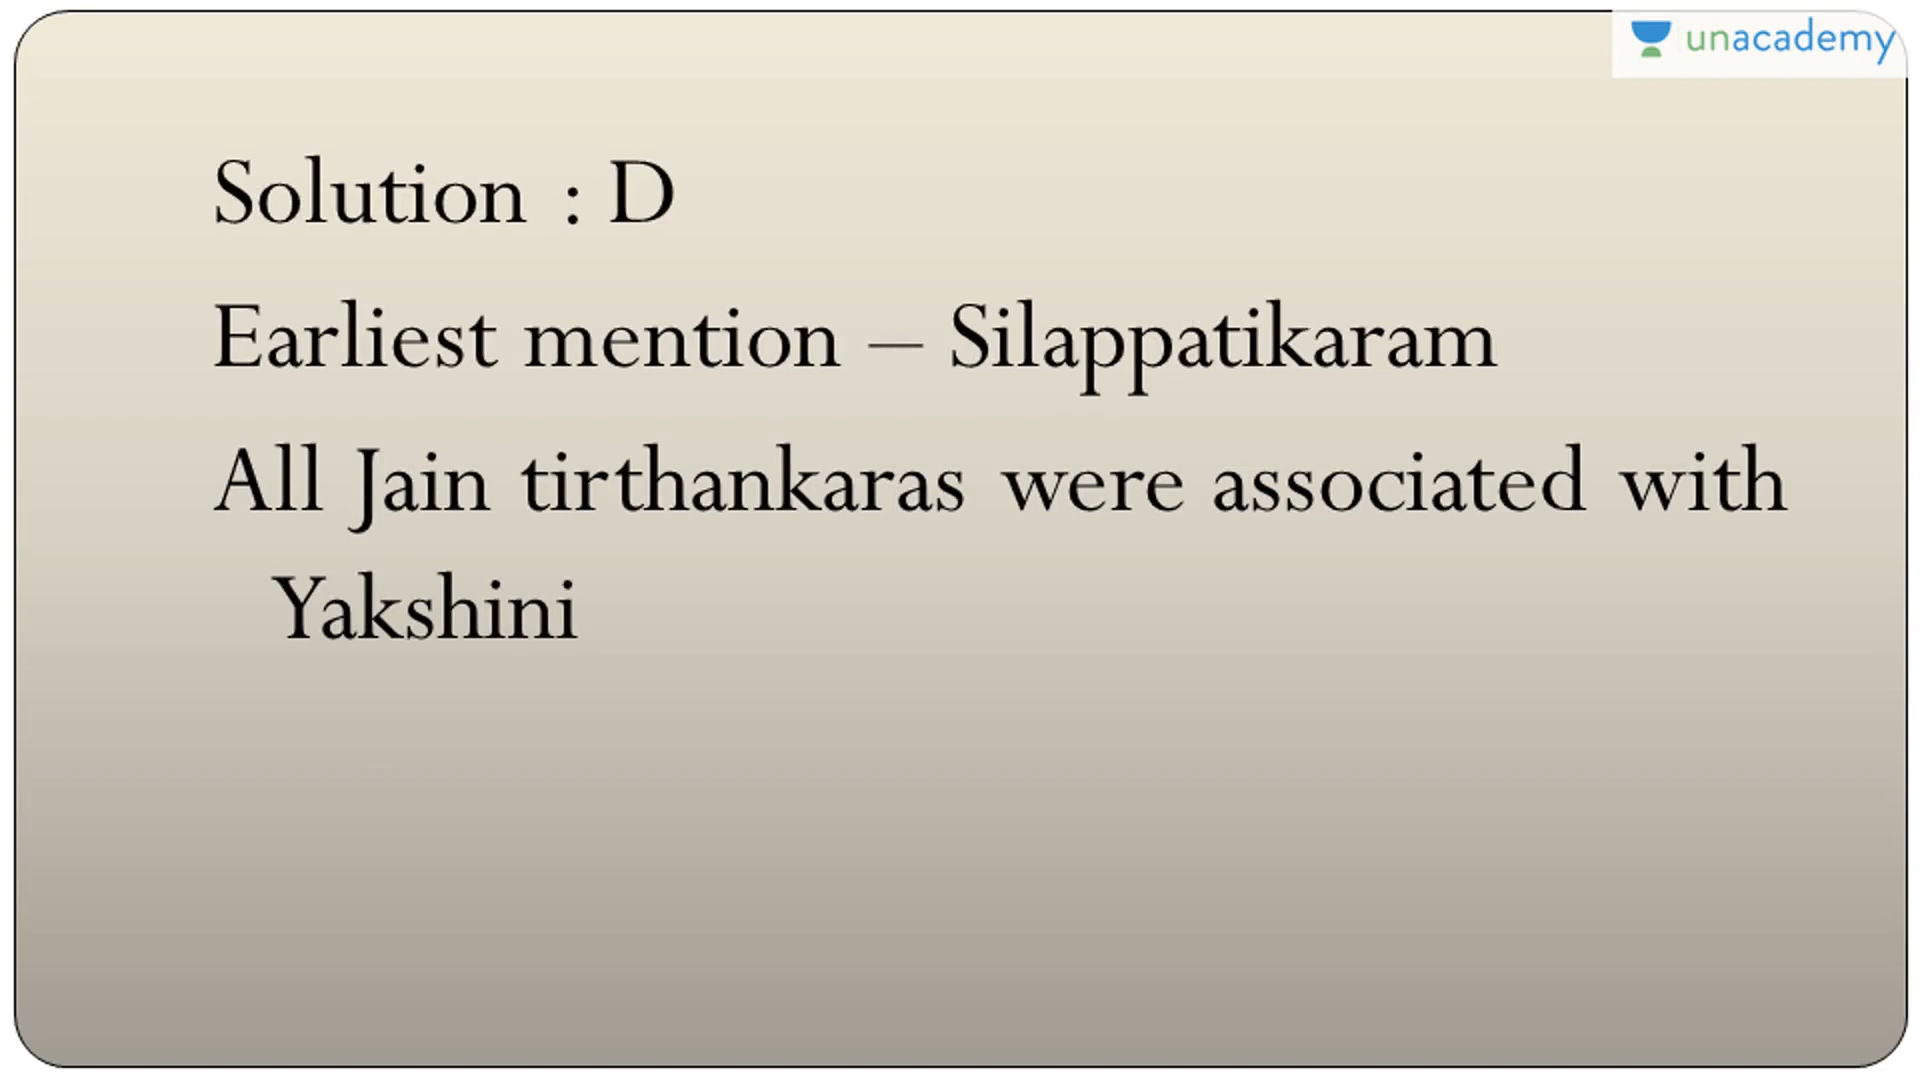 unacademy
Solution : D
Earliest mention – Silappatikaram
All Jain tirthankaras were associated with
Yakshini